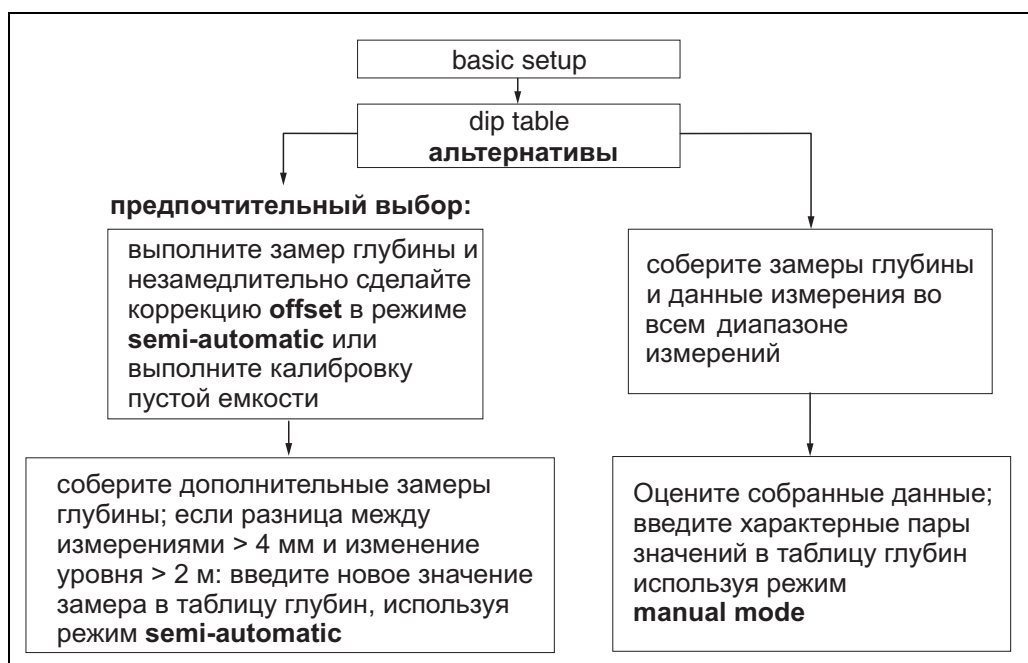 basic setup
dip table
альтернативы
предпочтительный выбор:
выполните замер глубины и
незамедлительно сделайте
коррекцию offset в режиме
semi-automatic или
выполните калибровку
пустой емкости
соберите дополнительные замеры
глубины; если разница между
измерениями > 4 мм и изменение
уровня > 2 м: введите новое значение
замера в таблицу глубин, используя
режим semi-automatic
соберите замеры глубины
и данные измерения во
всем диапазоне
измерений
Оцените собранные данные;
введите характерные пары
значений в таблицу глубин
используя режим
manual mode